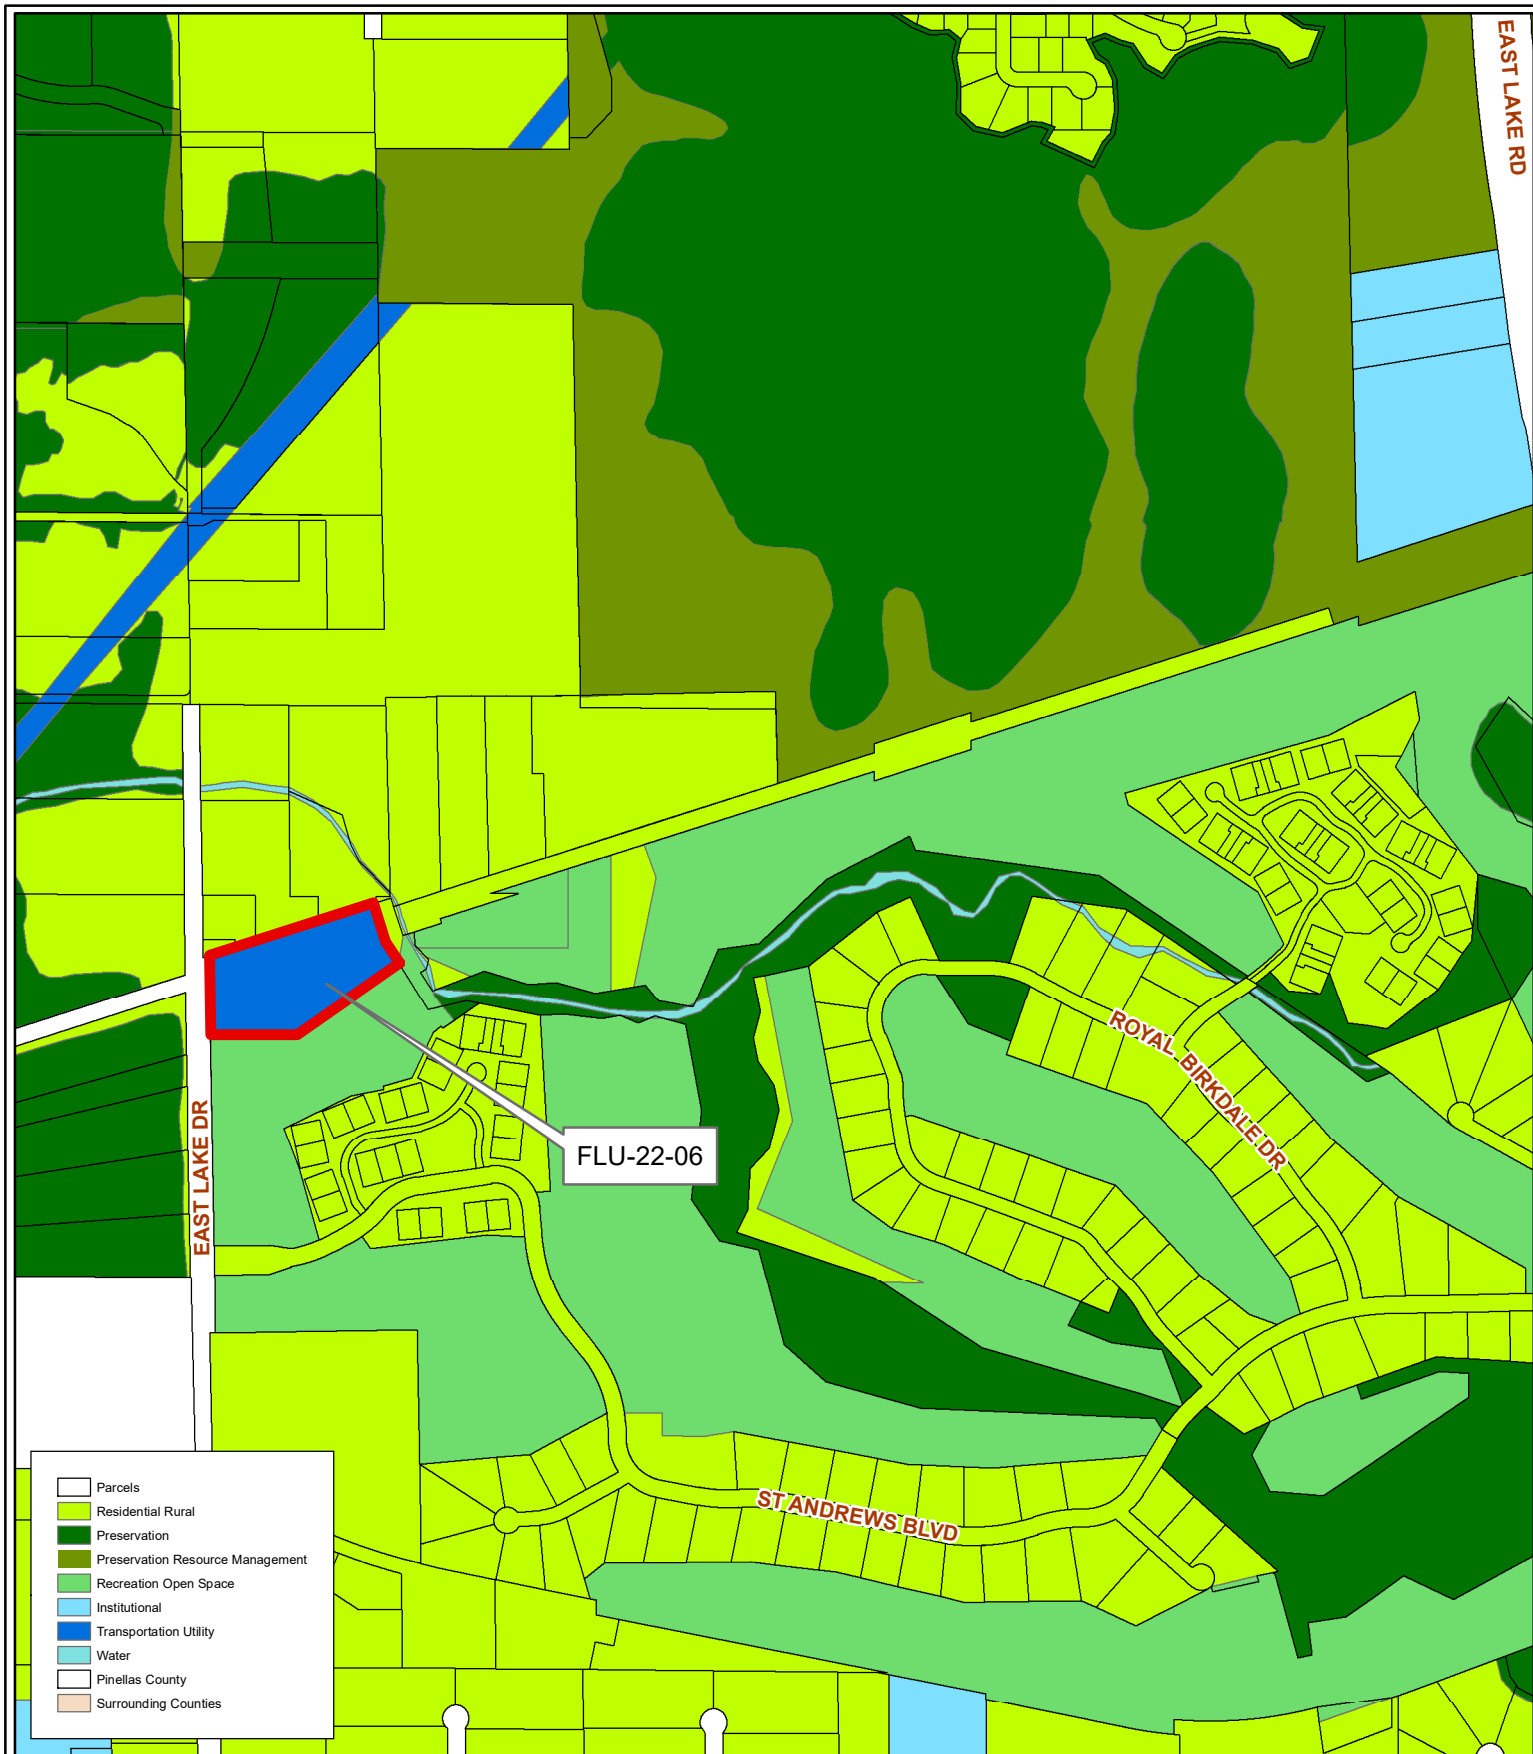 EAST LAKE RD
FLU-22-06
ROYAL BIRKDALE DR
EAST LAKE DR
ST ANDREWS BLVD
Parcels
Residential Rural
Preservation
Preservation Resource Management
Recreation Open Space
Institutional
Transportation Utility
Water
Pinellas County
Surrounding Counties